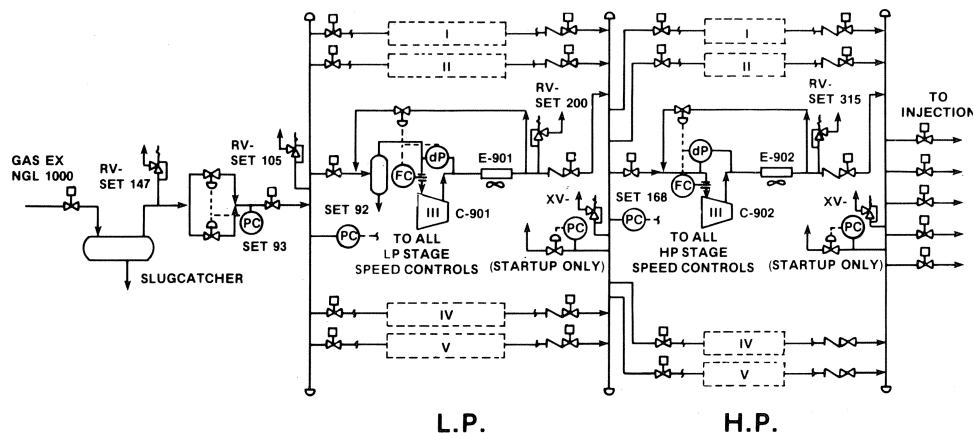 GAS EX
NGL 1000
RV-
SET 147
SLUGCATCHER
RV-
SET 105
PC
SET 93
I
II
SET 92
PC
FC
dP
III
C-901
E-901
RV-
SET 200
TO ALL
LP STAGE
SPEED CONTROLS
XV-
PC
(STARTUP ONLY)
IV
V
L.P.
I
II
SET 168
PC
FC
dP
III
C-902
E-902
RV-
SET 315
TO ALL
HP STAGE
SPEED CONTROLS
XV-
PC
(STARTUP ONLY)
IV
V
H.P.
TO
INJECTION